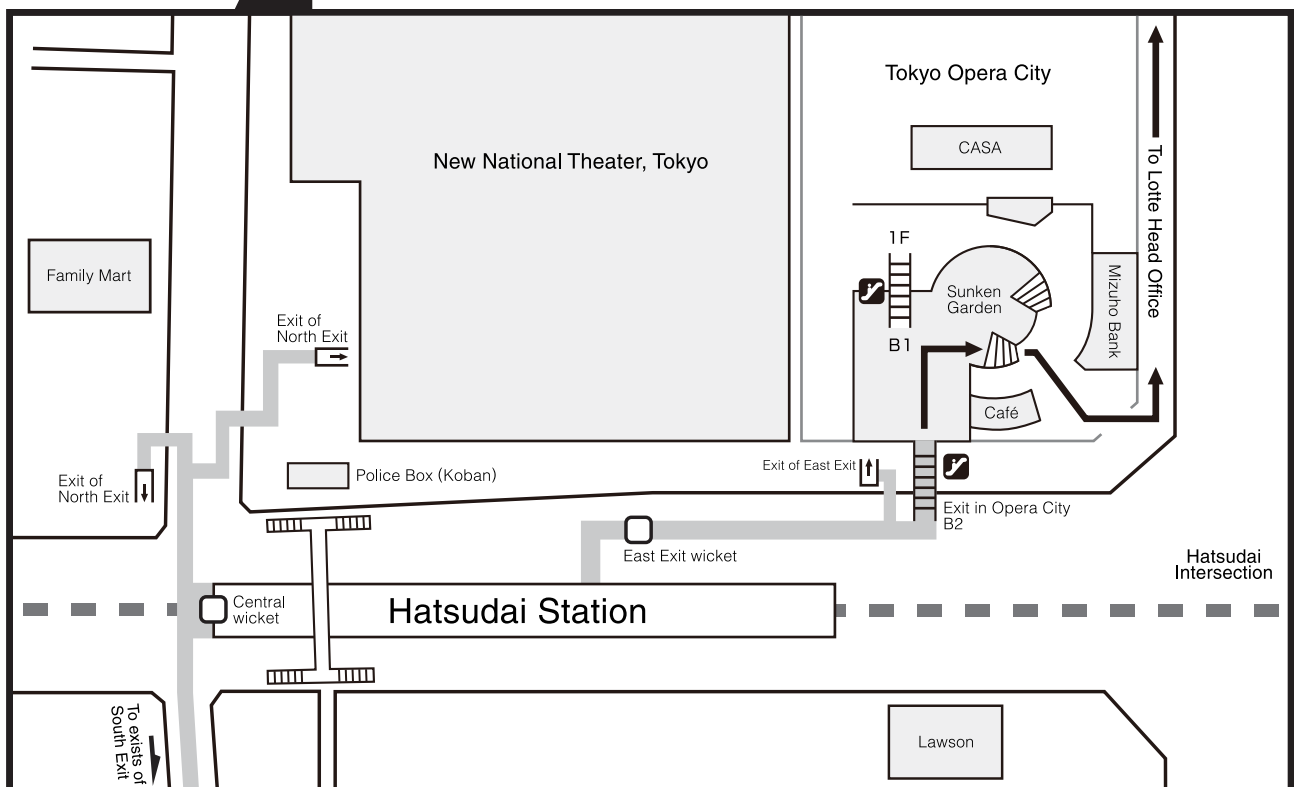 Tokyo Opera City
CASA
New National Theater, Tokyo
To Lotte Head Office
1F
Family Mart
Sunken
Garden
Mizuho Bank
Exit of
North Exit
B1
Café
Exit of East Exit
Police Box (Koban)
Exit of
North Exit
Exit in Opera City
B2
East Exit wicket
Hatsudai
Intersection
Central
wicket
Hatsudai Station
To exists of
South Exit
Lawson